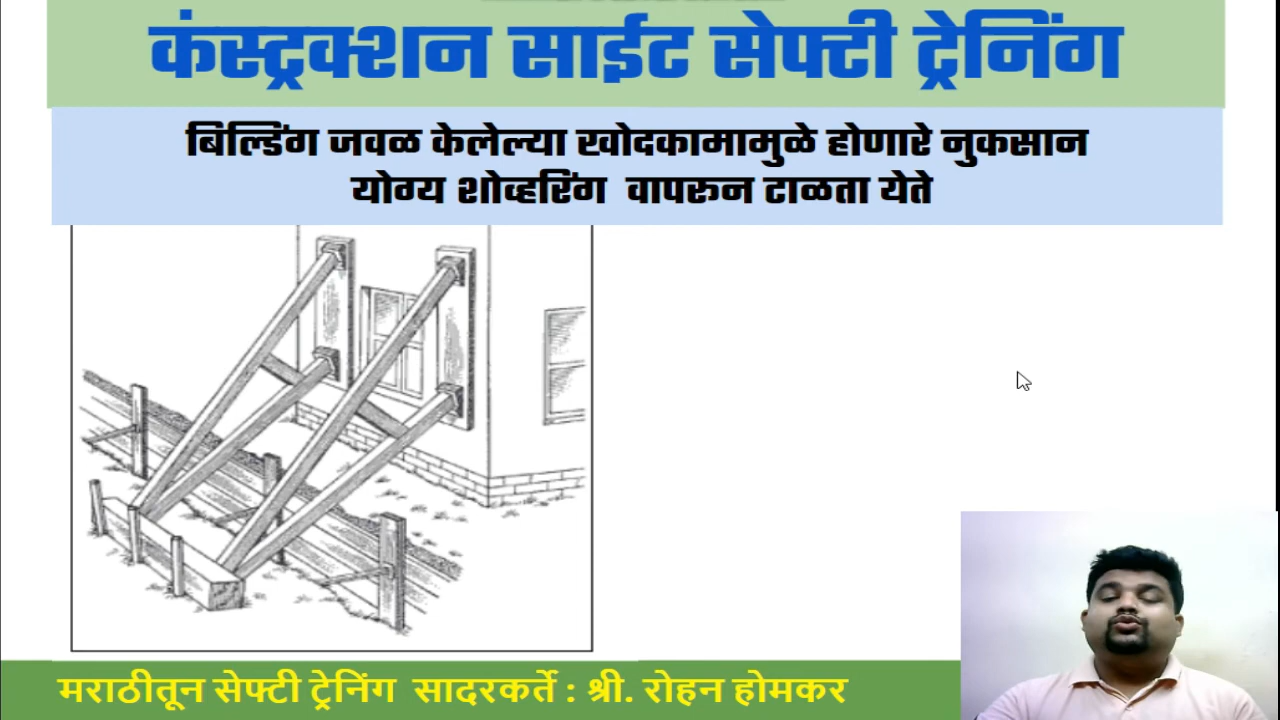 कंस्ट्रक्शन साईट सेफ्टी ट्रेनिंग
बिल्डिंग जवळ केलेल्या खोदकामामुळे होणारे नुकसान
योग्य शोव्हरिंग वापरून टाळता येते
मराठीतून सेफ्टी ट्रेनिंग सादरकर्ते : श्री. रोहन होमकर